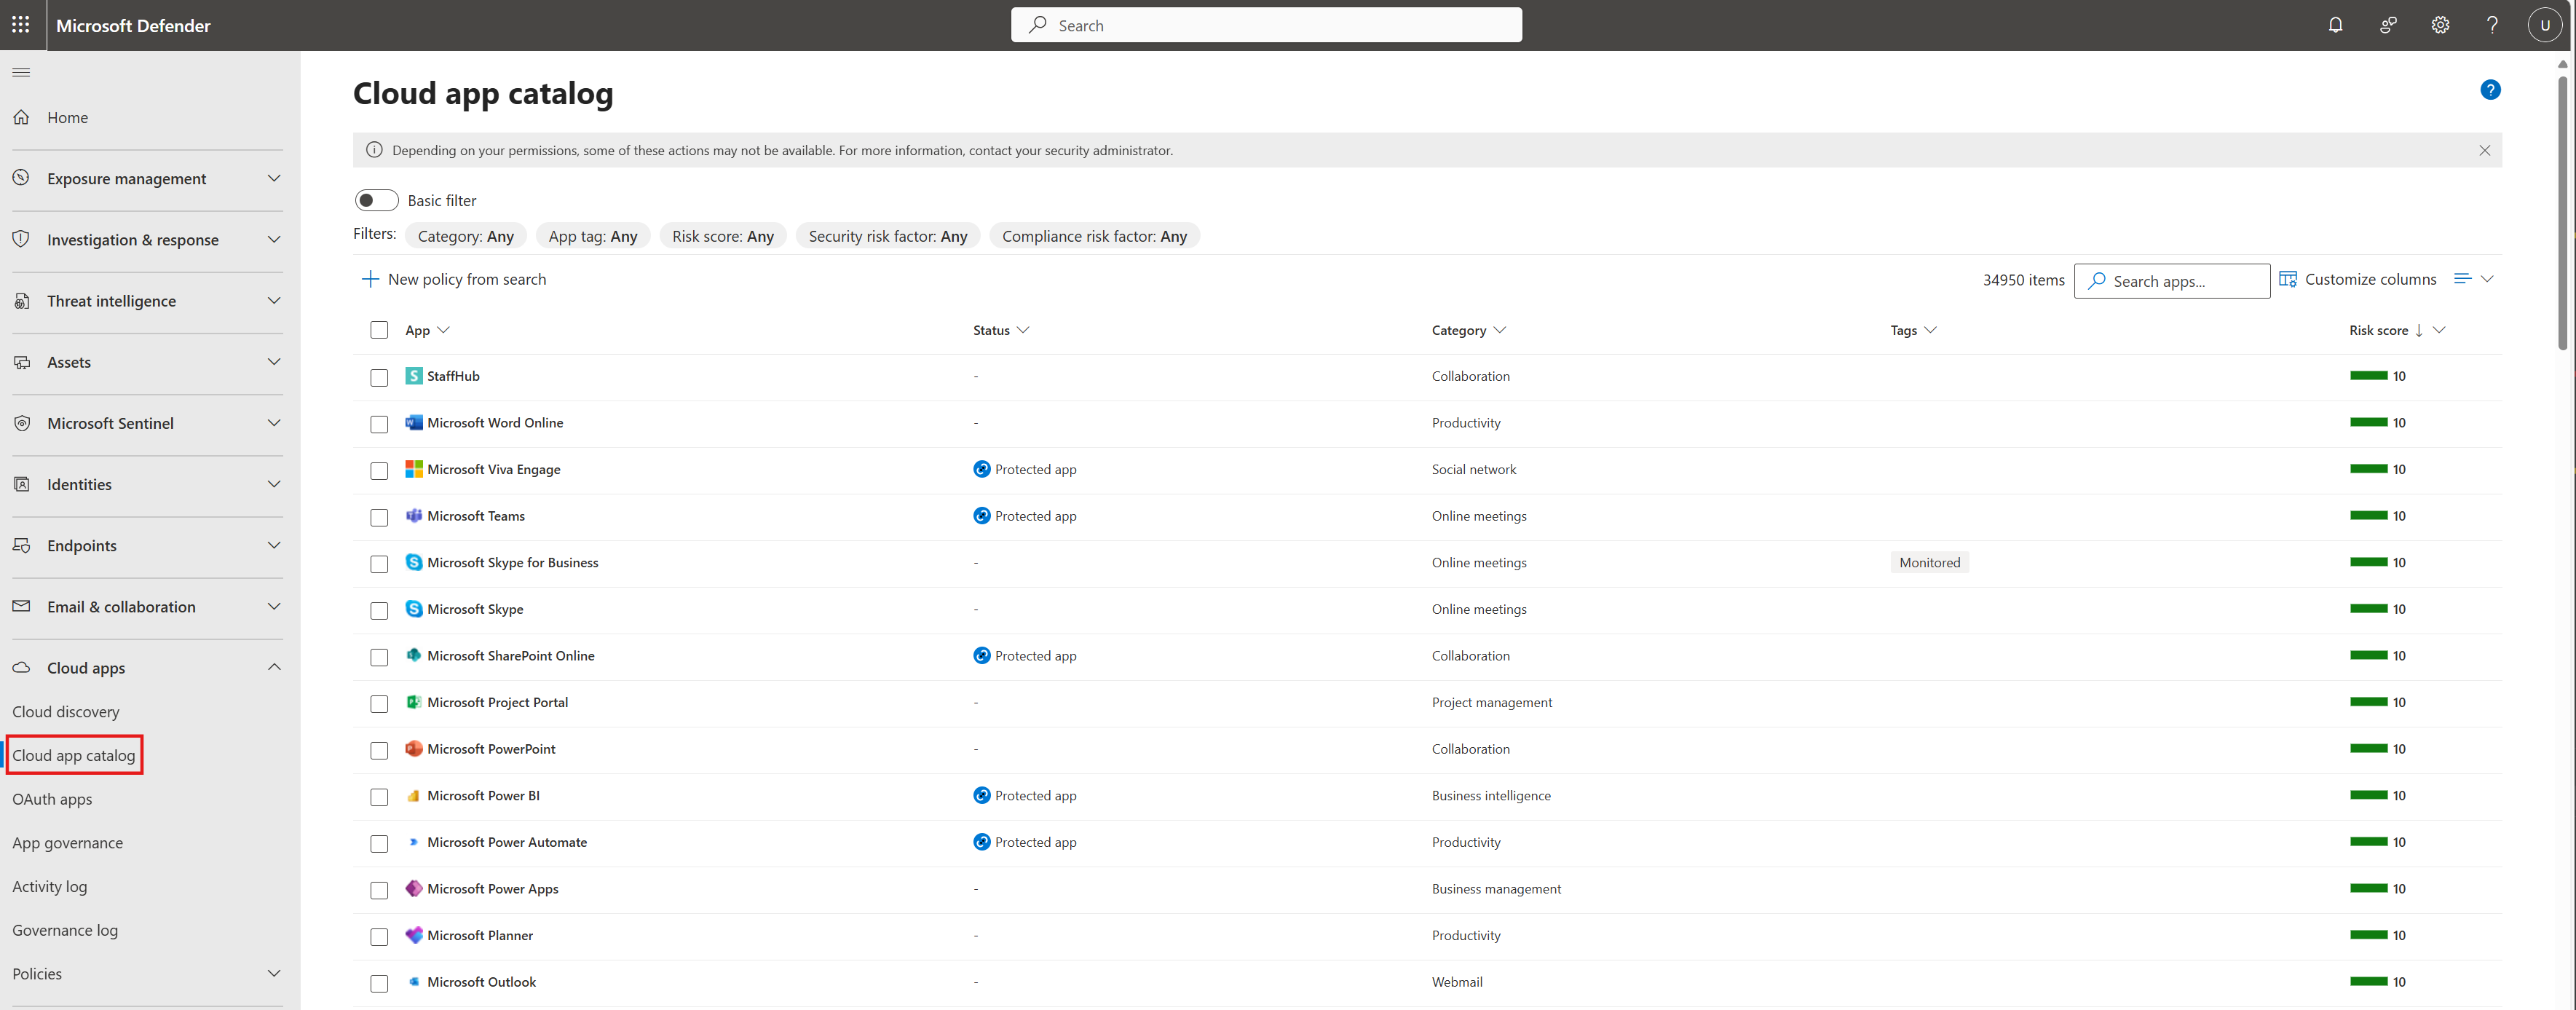 Microsoft Defender
Search
U
Home
Exposure management
Investigation & response
Threat intelligence
Assets
Microsoft Sentinel
Identities
Endpoints
Email & collaboration
Cloud apps
Cloud discovery
Cloud app catalog
OAuth apps
App governance
Activity log
Governance log
Policies
Cloud app catalog
Depending on your permissions, some of these actions may not be available. For more information, contact your security administrator.
Basic filter
Filters: Category: Any App tag: Any Risk score: Any Security risk factor: Any Compliance risk factor: Any
New policy from search 34950 items Search apps... Customize columns
App Status Category Tags Risk score
StaffHub - Collaboration 10
Microsoft Word Online - Productivity 10
Microsoft Viva Engage Protected app Social network 10
Microsoft Teams Protected app Online meetings 10
Microsoft Skype for Business - Online meetings Monitored 10
Microsoft Skype - Online meetings 10
Microsoft SharePoint Online Protected app Collaboration 10
Microsoft Project Portal - Project management 10
Microsoft PowerPoint - Collaboration 10
Microsoft Power BI Protected app Business intelligence 10
Microsoft Power Automate Protected app Productivity 10
Microsoft Power Apps - Business management 10
Microsoft Planner - Productivity 10
Microsoft Outlook - Webmail 10